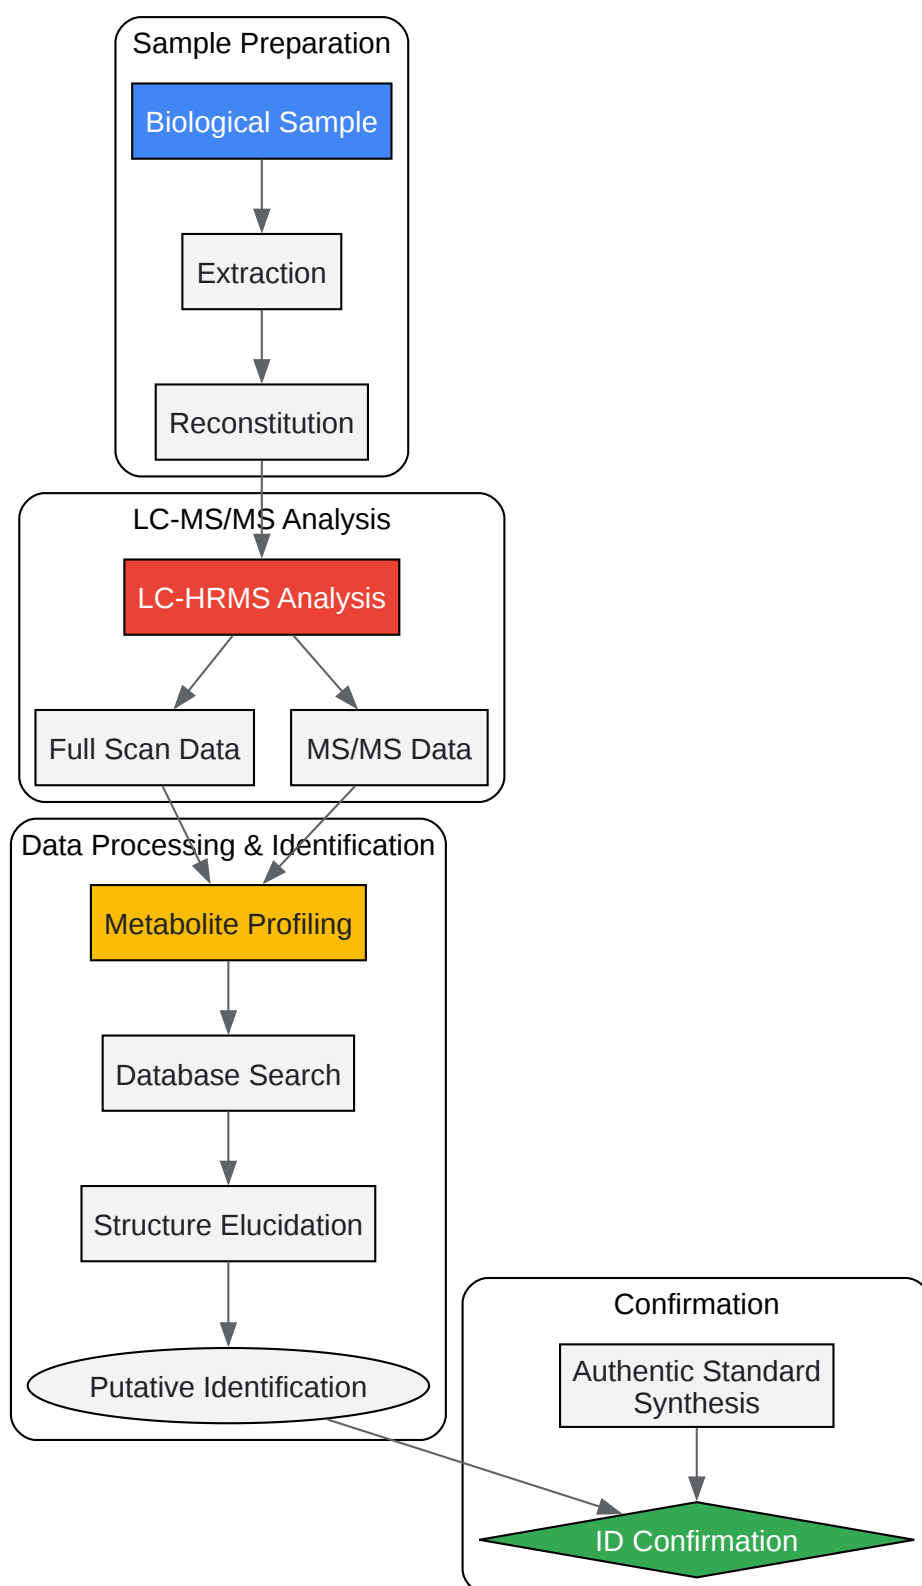 Sample Preparation
Biological Sample
Extraction
Reconstitution
LC-MS/MS Analysis
LC-HRMS Analysis
Full Scan Data
MS/MS Data
Data Processing & Identification
Metabolite Profiling
Database Search
Structure Elucidation
Putative Identification
Confirmation
Authentic Standard
Synthesis
ID Confirmation